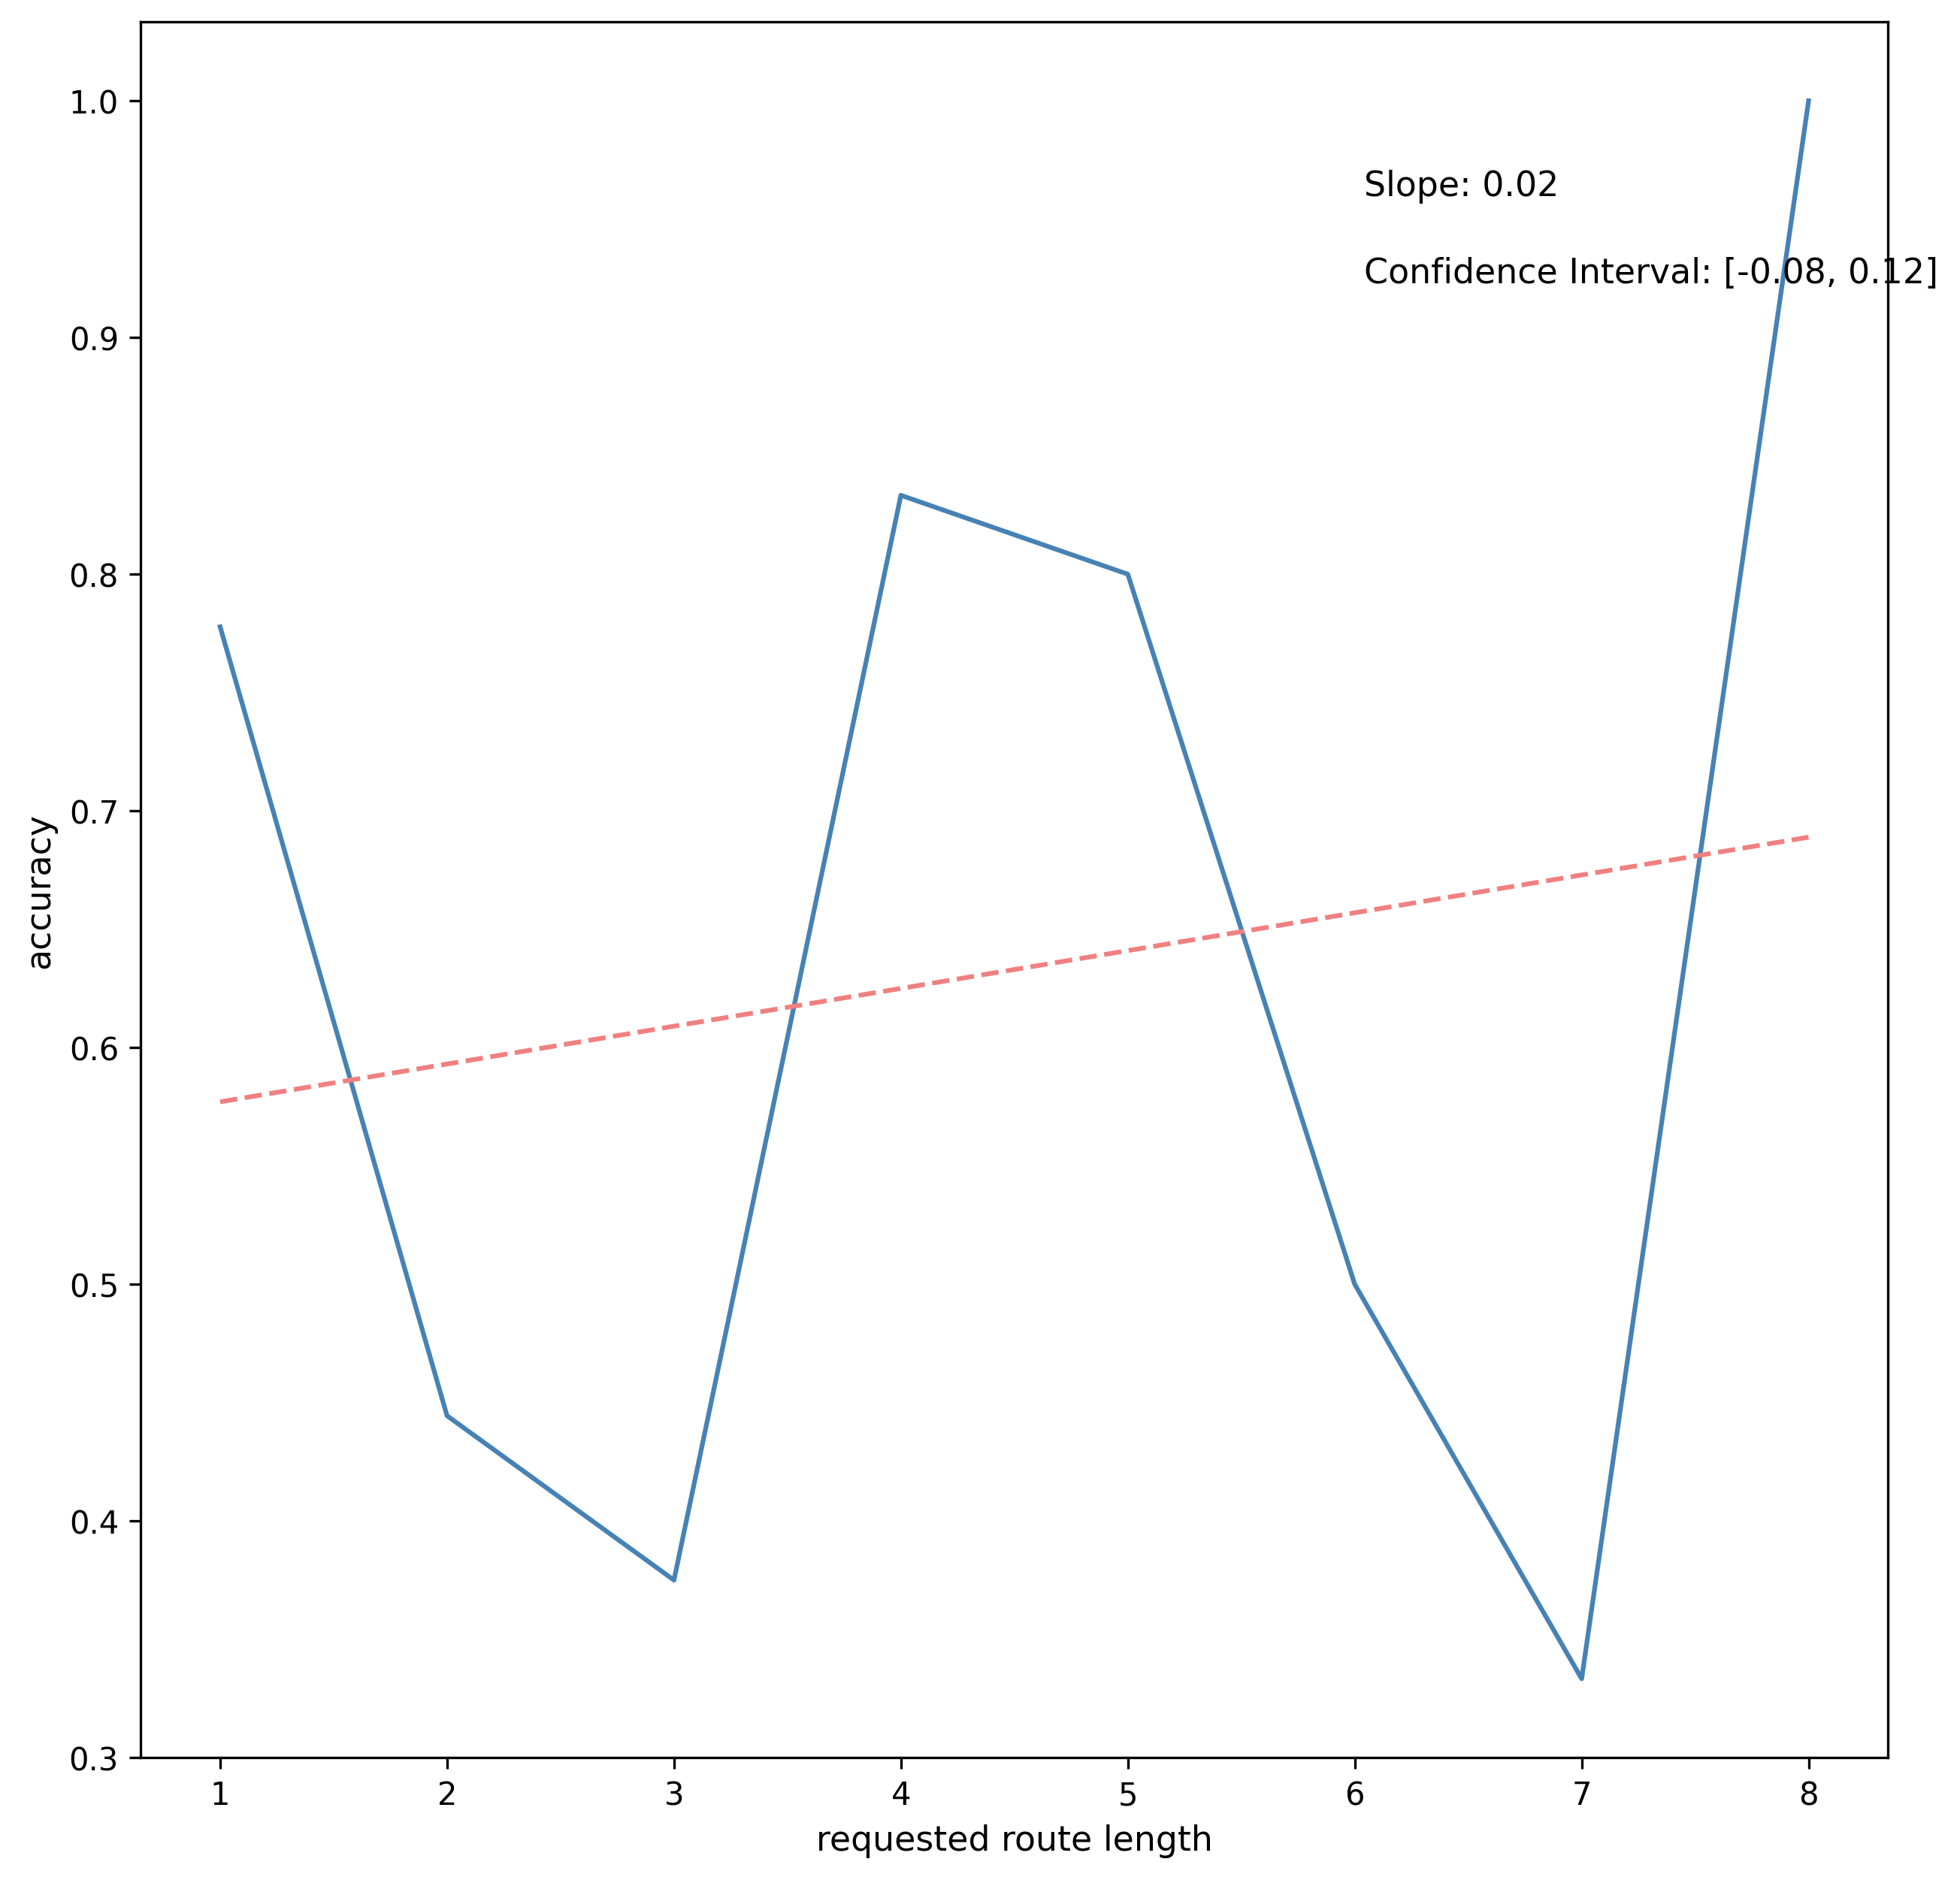 1.0
0.9
0.8
0.7
0.6
0.5
0.4
0.3
accuracy
Slope: 0.02
Confidence Interval: [-0.08, 0.12]
1 2 3 4 5 6 7 8
requested route length